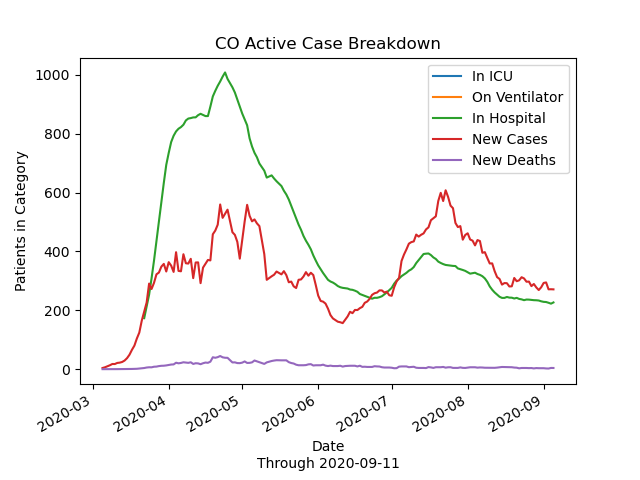 CO Active Case Breakdown
In ICU
On Ventilator
In Hospital
New Cases
New Deaths
Patients in Category
1000
800
600
400
200
0
2020-03
2020-04
2020-05
2020-06
2020-07
2020-08
2020-09
Date
Through 2020-09-11